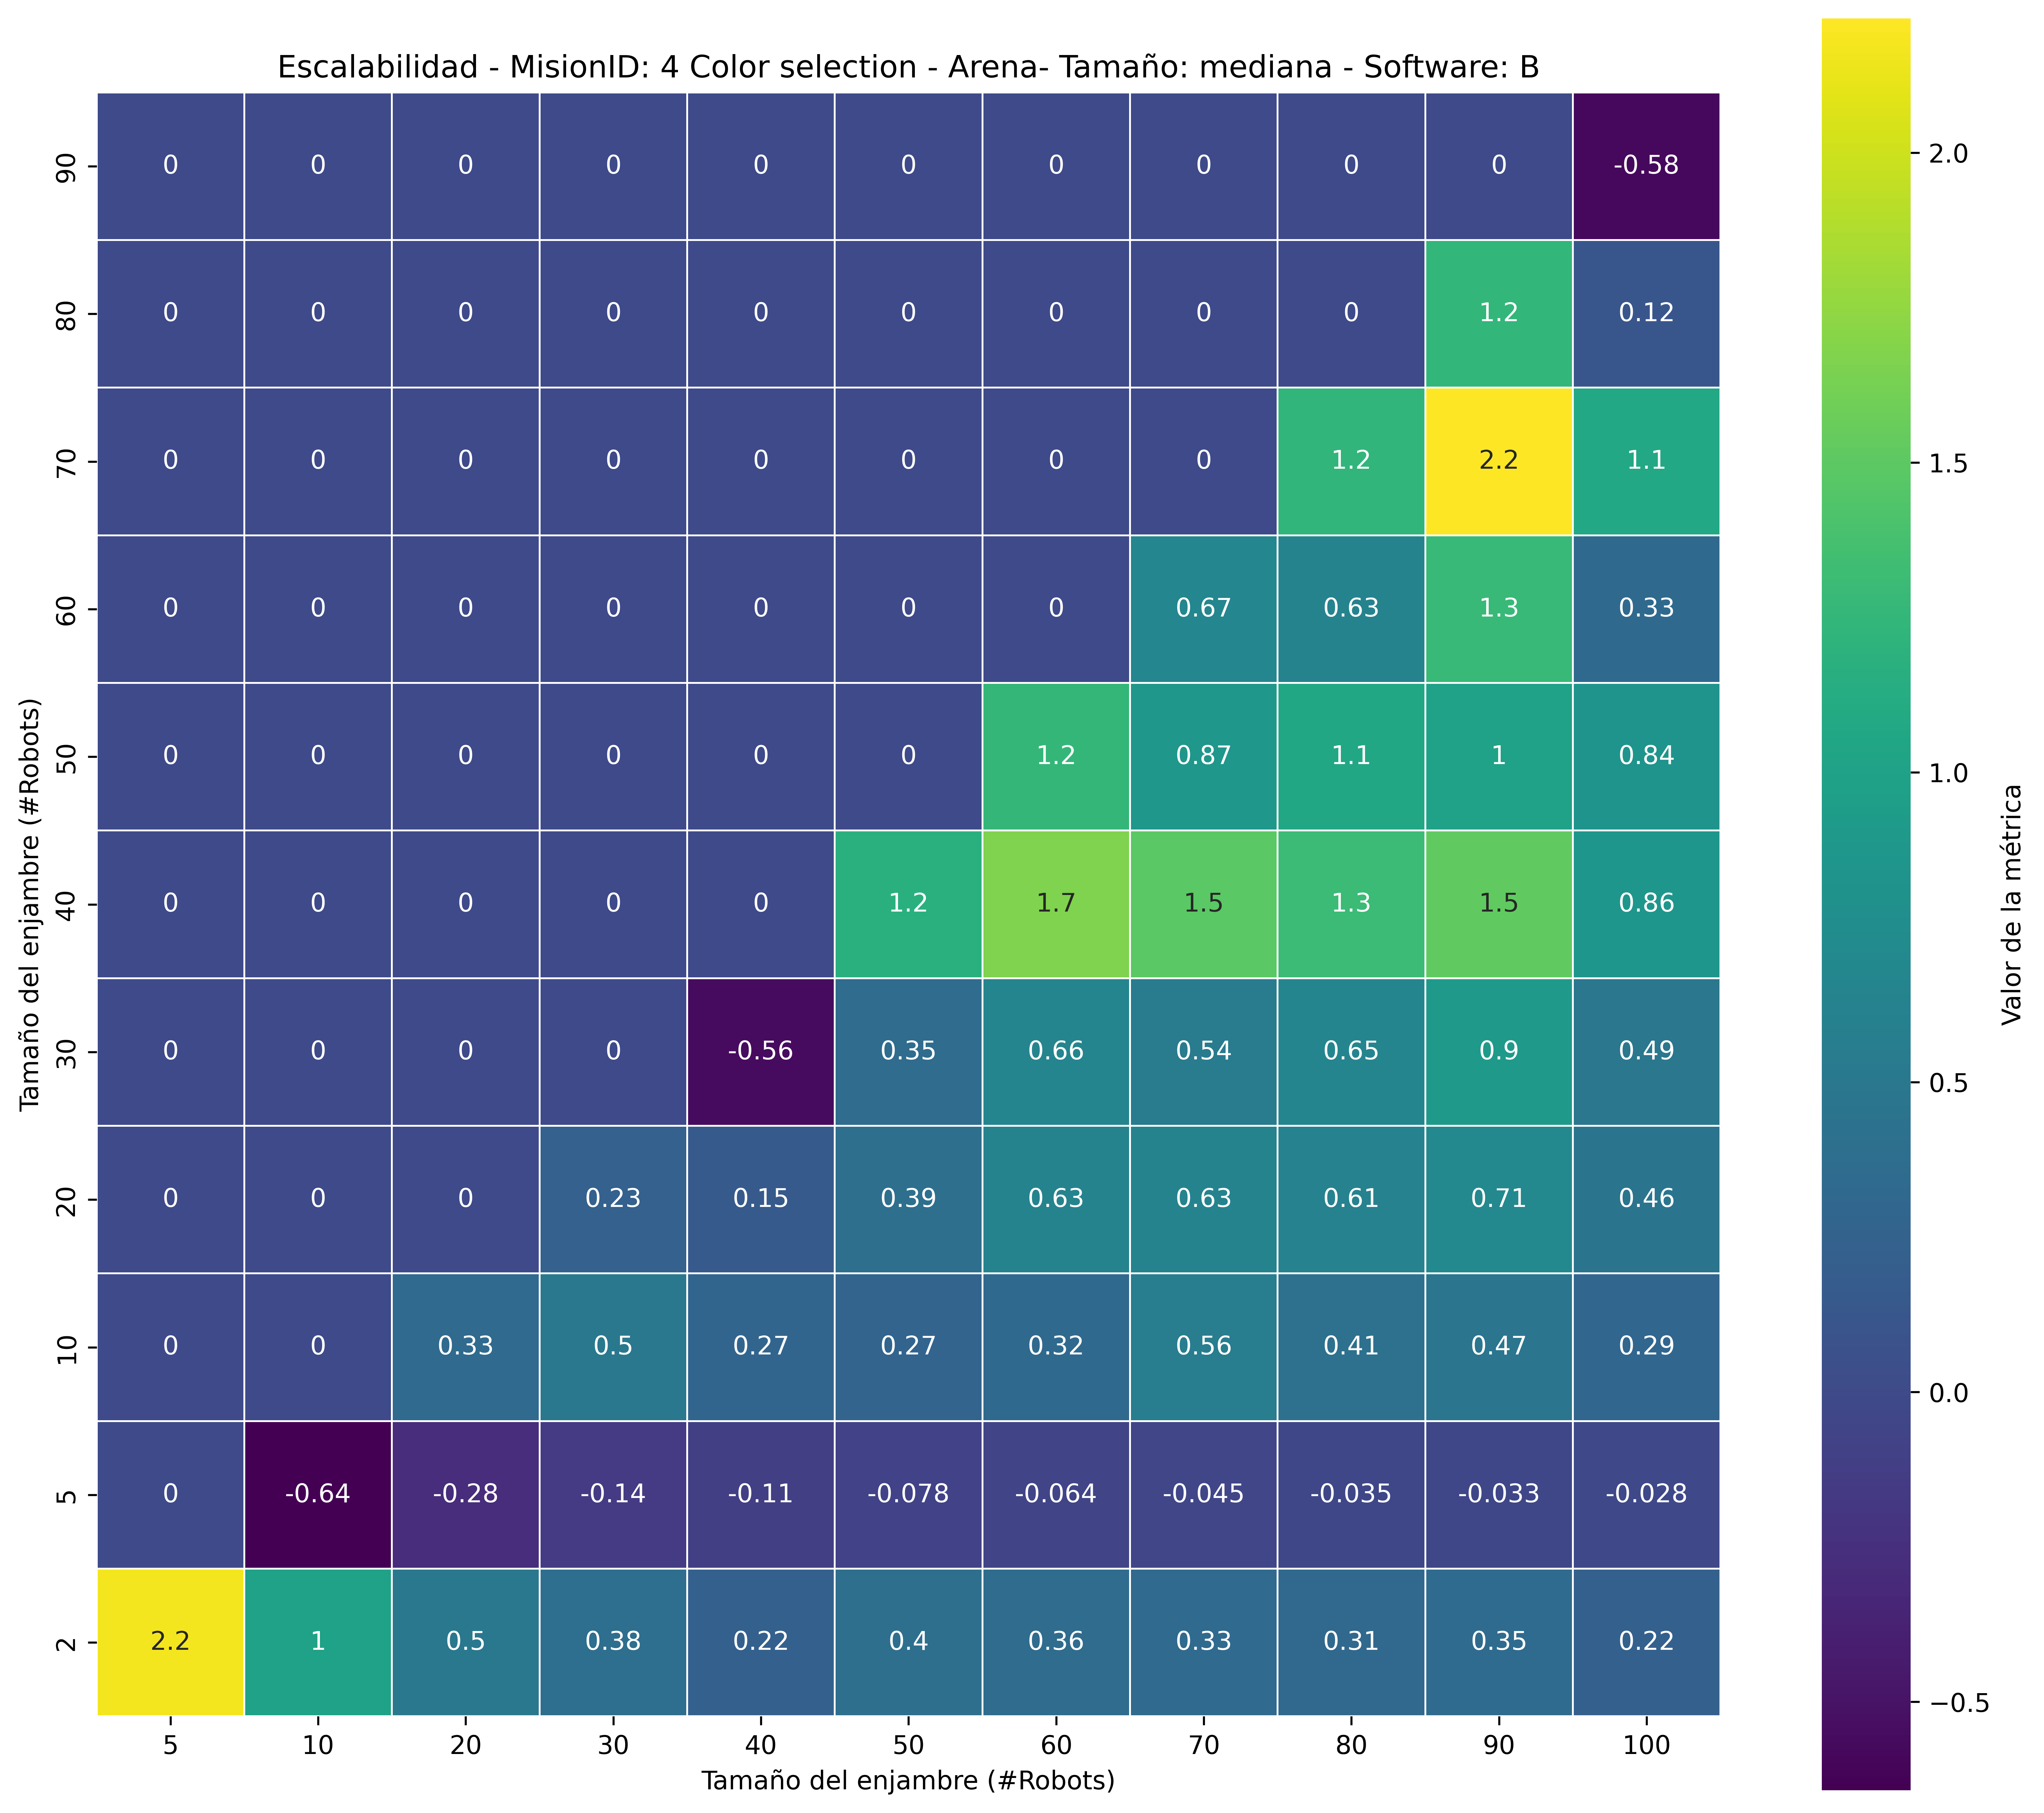 Escalabilidad - MisionID: 4 Color selection - Arena- Tamaño: mediana - Software: B
Tamaño del enjambre (#Robots)
90 0 0 0 0 0 0 0 0 0 0 -0.58
80 0 0 0 0 0 0 0 0 0 1.2 0.12
70 0 0 0 0 0 0 0 0 1.2 2.2 1.1
60 0 0 0 0 0 0 0 0.67 0.63 1.3 0.33
50 0 0 0 0 0 0 1.2 0.87 1.1 1 0.84
40 0 0 0 0 0 1.2 1.7 1.5 1.3 1.5 0.86
30 0 0 0 0 -0.56 0.35 0.66 0.54 0.65 0.9 0.49
20 0 0 0 0.23 0.15 0.39 0.63 0.63 0.61 0.71 0.46
10 0 0 0.33 0.5 0.27 0.27 0.32 0.56 0.41 0.47 0.29
5 0 -0.64 -0.28 -0.14 -0.11 -0.078 -0.064 -0.045 -0.035 -0.033 -0.028
2 2.2 1 0.5 0.38 0.22 0.4 0.36 0.33 0.31 0.35 0.22
5 10 20 30 40 50 60 70 80 90 100
Tamaño del enjambre (#Robots)
2.0
1.5
1.0
0.5
0.0
−0.5
Valor de la métrica